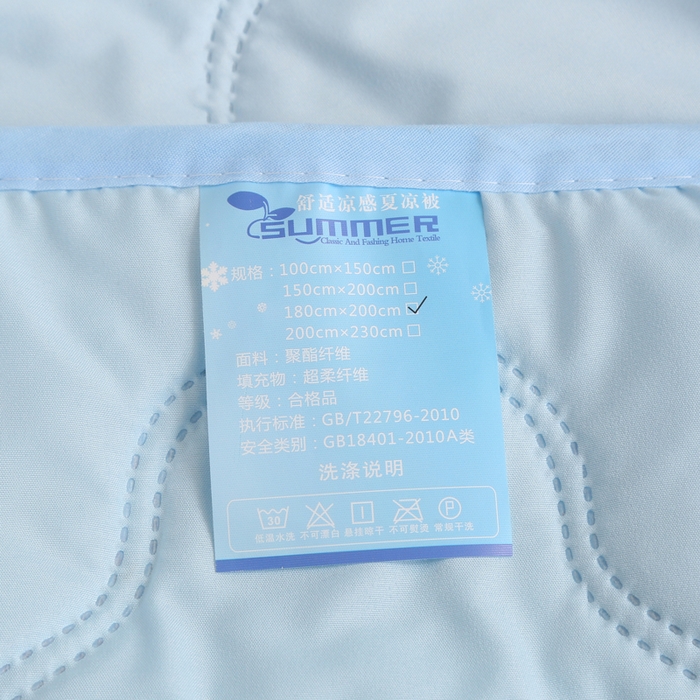 舒适凉感夏凉被
SUMMER
Classic And Fashing Home Textile
规格：100cm×150cm
150cm×200cm
180cm×200cm
200cm×230cm
面料：聚酯纤维
填充物：超柔纤维
等级：合格品
执行标准：GB/T22796-2010
安全类别：GB18401-2010A类
洗涤说明
30 P
低温水洗 不可漂白 悬挂晾干 不可熨烫 常规干洗